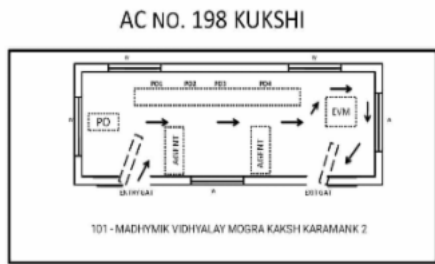 AC NO. 198 KUKSHI
PO1 PO2 PO3 PO4
PO
EVM
AGENT
AGENT
ENTRYGAT
EXITGAT
101 - MADHYMIK VIDHYALAY MOGRA KAKSH KARAMANK 2